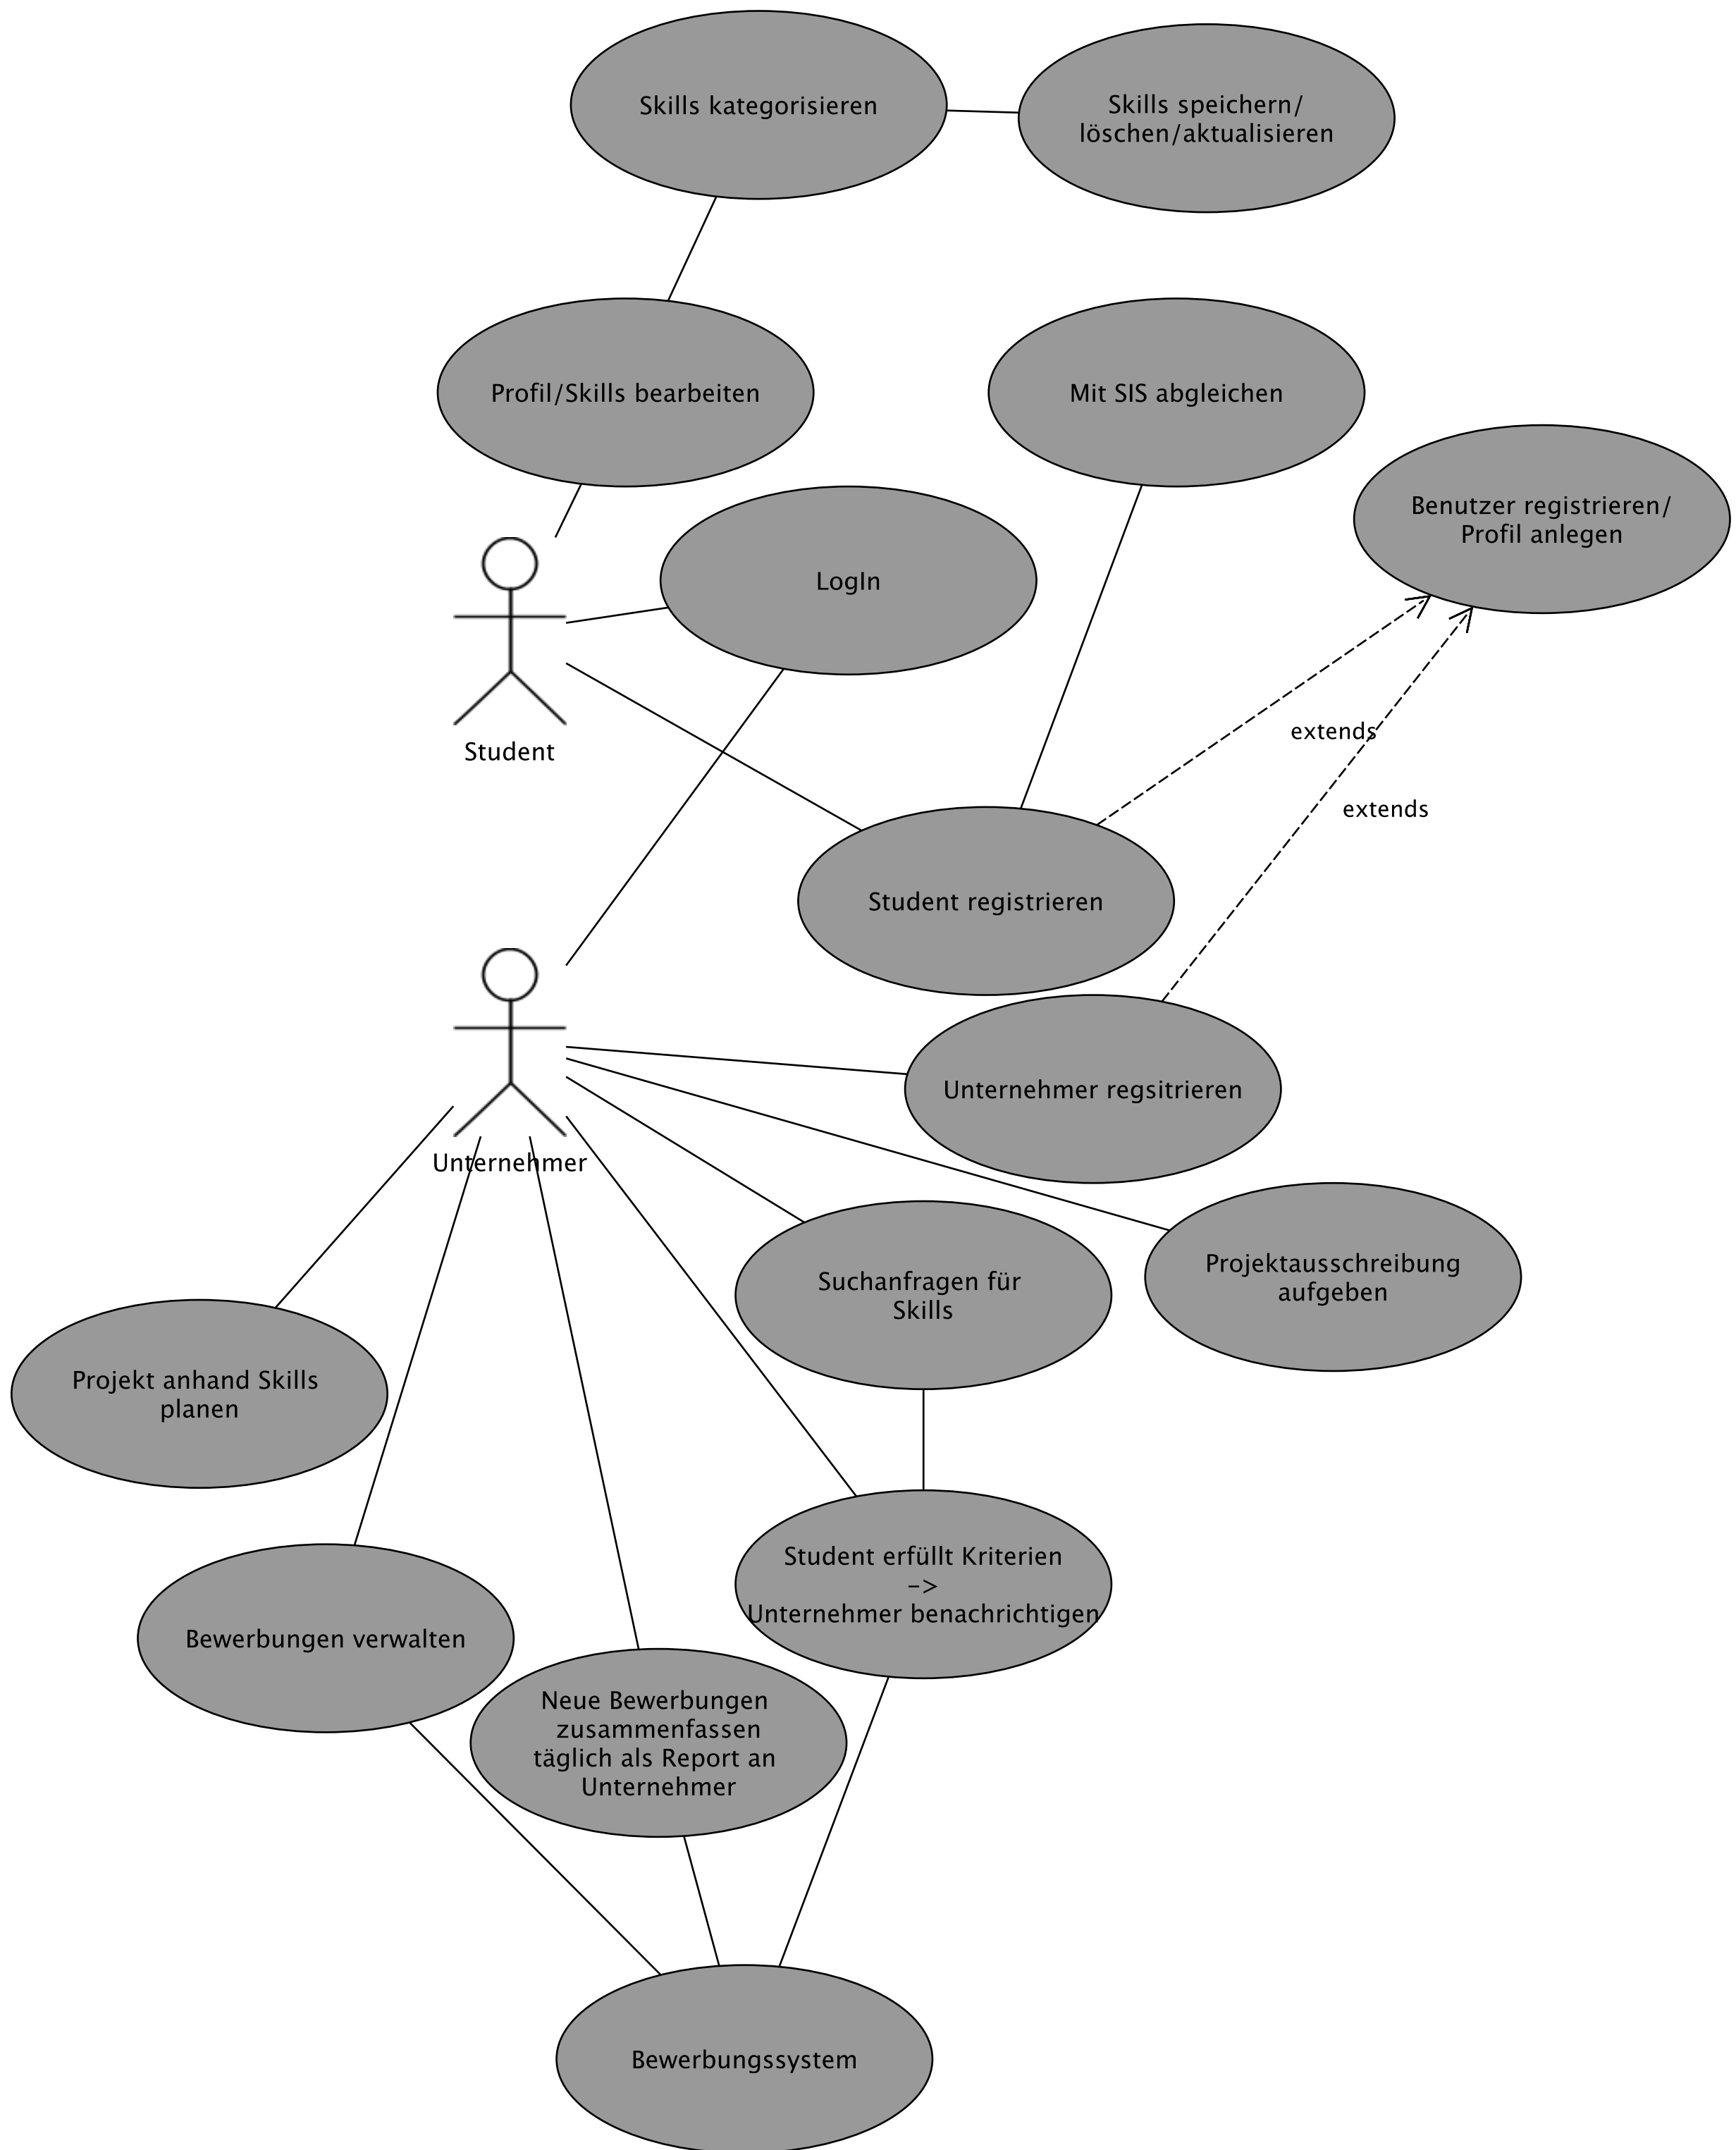 Skills kategorisieren
Skills speichern/
löschen/aktualisieren
Profil/Skills bearbeiten
Mit SIS abgleichen
Benutzer registrieren/
Profil anlegen
LogIn
Student
extends
extends
Student registrieren
Unternehmer regsitrieren
Unternehmer
Suchanfragen für
Skills
Projektausschreibung
aufgeben
Projekt anhand Skills
planen
Student erfüllt Kriterien
->
Unternehmer benachrichtigen
Bewerbungen verwalten
Neue Bewerbungen
zusammenfassen
täglich als Report an
Unternehmer
Bewerbungssystem